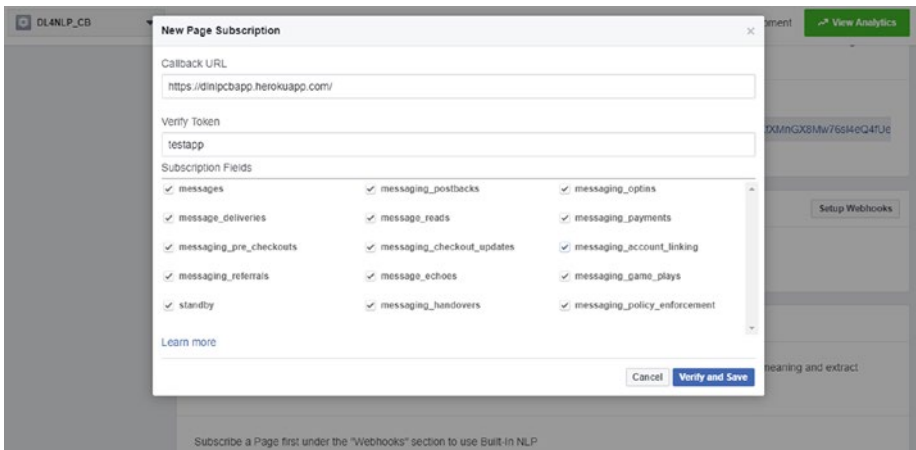 DL4NLP_CB
View Analytics
New Page Subscription
Callback URL
https://dlnlpcbapp.herokuapp.com/
Verify Token
testapp
Subscription Fields
messages messaging_postbacks messaging_optins
message_deliveries message_reads messaging_payments
messaging_pre_checkouts messaging_checkout_updates messaging_account_linking
messaging_referrals message_echoes messaging_game_plays
standby messaging_handovers messaging_policy_enforcement
Learn more
Cancel Verify and Save
Setup Webhooks
meaning and extract
Subscribe a Page first under the "Webhooks" section to use Built-In NLP